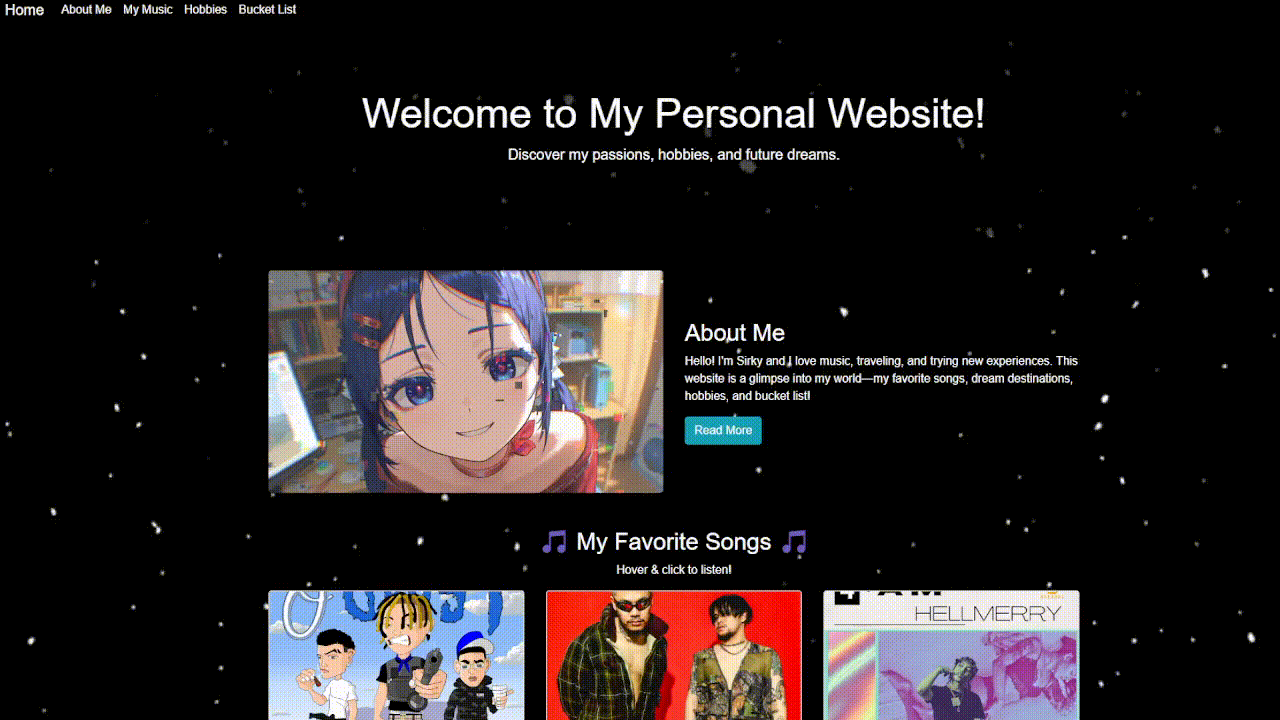 Home About Me My Music Hobbies Bucket List
Welcome to My Personal Website!
Discover my passions, hobbies, and future dreams.
About Me
Hello! I'm Sirky and I love music, traveling, and trying new experiences. This
website is a glimpse into my world—my favorite songs, dream destinations,
hobbies, and bucket list!
Read More
🎵 My Favorite Songs 🎵
Hover & click to listen!
HELLMERRY